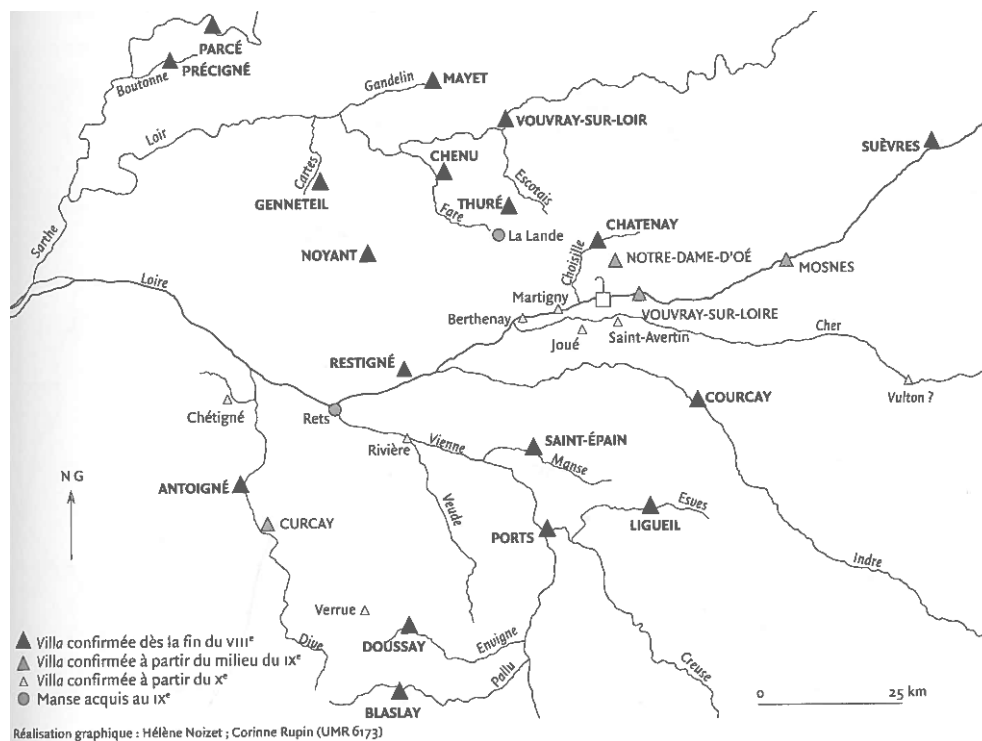 PARCÉ
PRÉCIGNÉ
Boutonne
Gandelin
MAYET
Loir
VOUVRAY-SUR-LOIR
SUÈVRES
CHENU
Cartes
GENNETEIL
Escotais
THURÉ
Fare
La Lande
CHATENAY
Sarthe
NOYANT
Choisille
NOTRE-DAME-D'OÉ
MOSNES
Loire
Martigny
Berthenay
VOUVRAY-SUR-LOIRE
Joué
Saint-Avertin
Cher
RESTIGNÉ
Vulton ?
COURCAY
Chétigné
Rets
Rivière
Vienne
SAINT-ÉPAIN
Manse
NG
ANTOIGNÉ
Veude
Esves
LIGUEIL
CURCAY
PORTS
Indre
Verrue
DOUSSAY
Envigne
Dive
Pallu
Creuse
BLASLAY
Villa confirmée dès la fin du VIIIe
Villa confirmée à partir du milieu du IXe
Villa confirmée à partir du Xe
Manse acquis au IXe
0 25 km
Réalisation graphique : Hélène Noizet ; Corinne Rupin (UMR 6173)